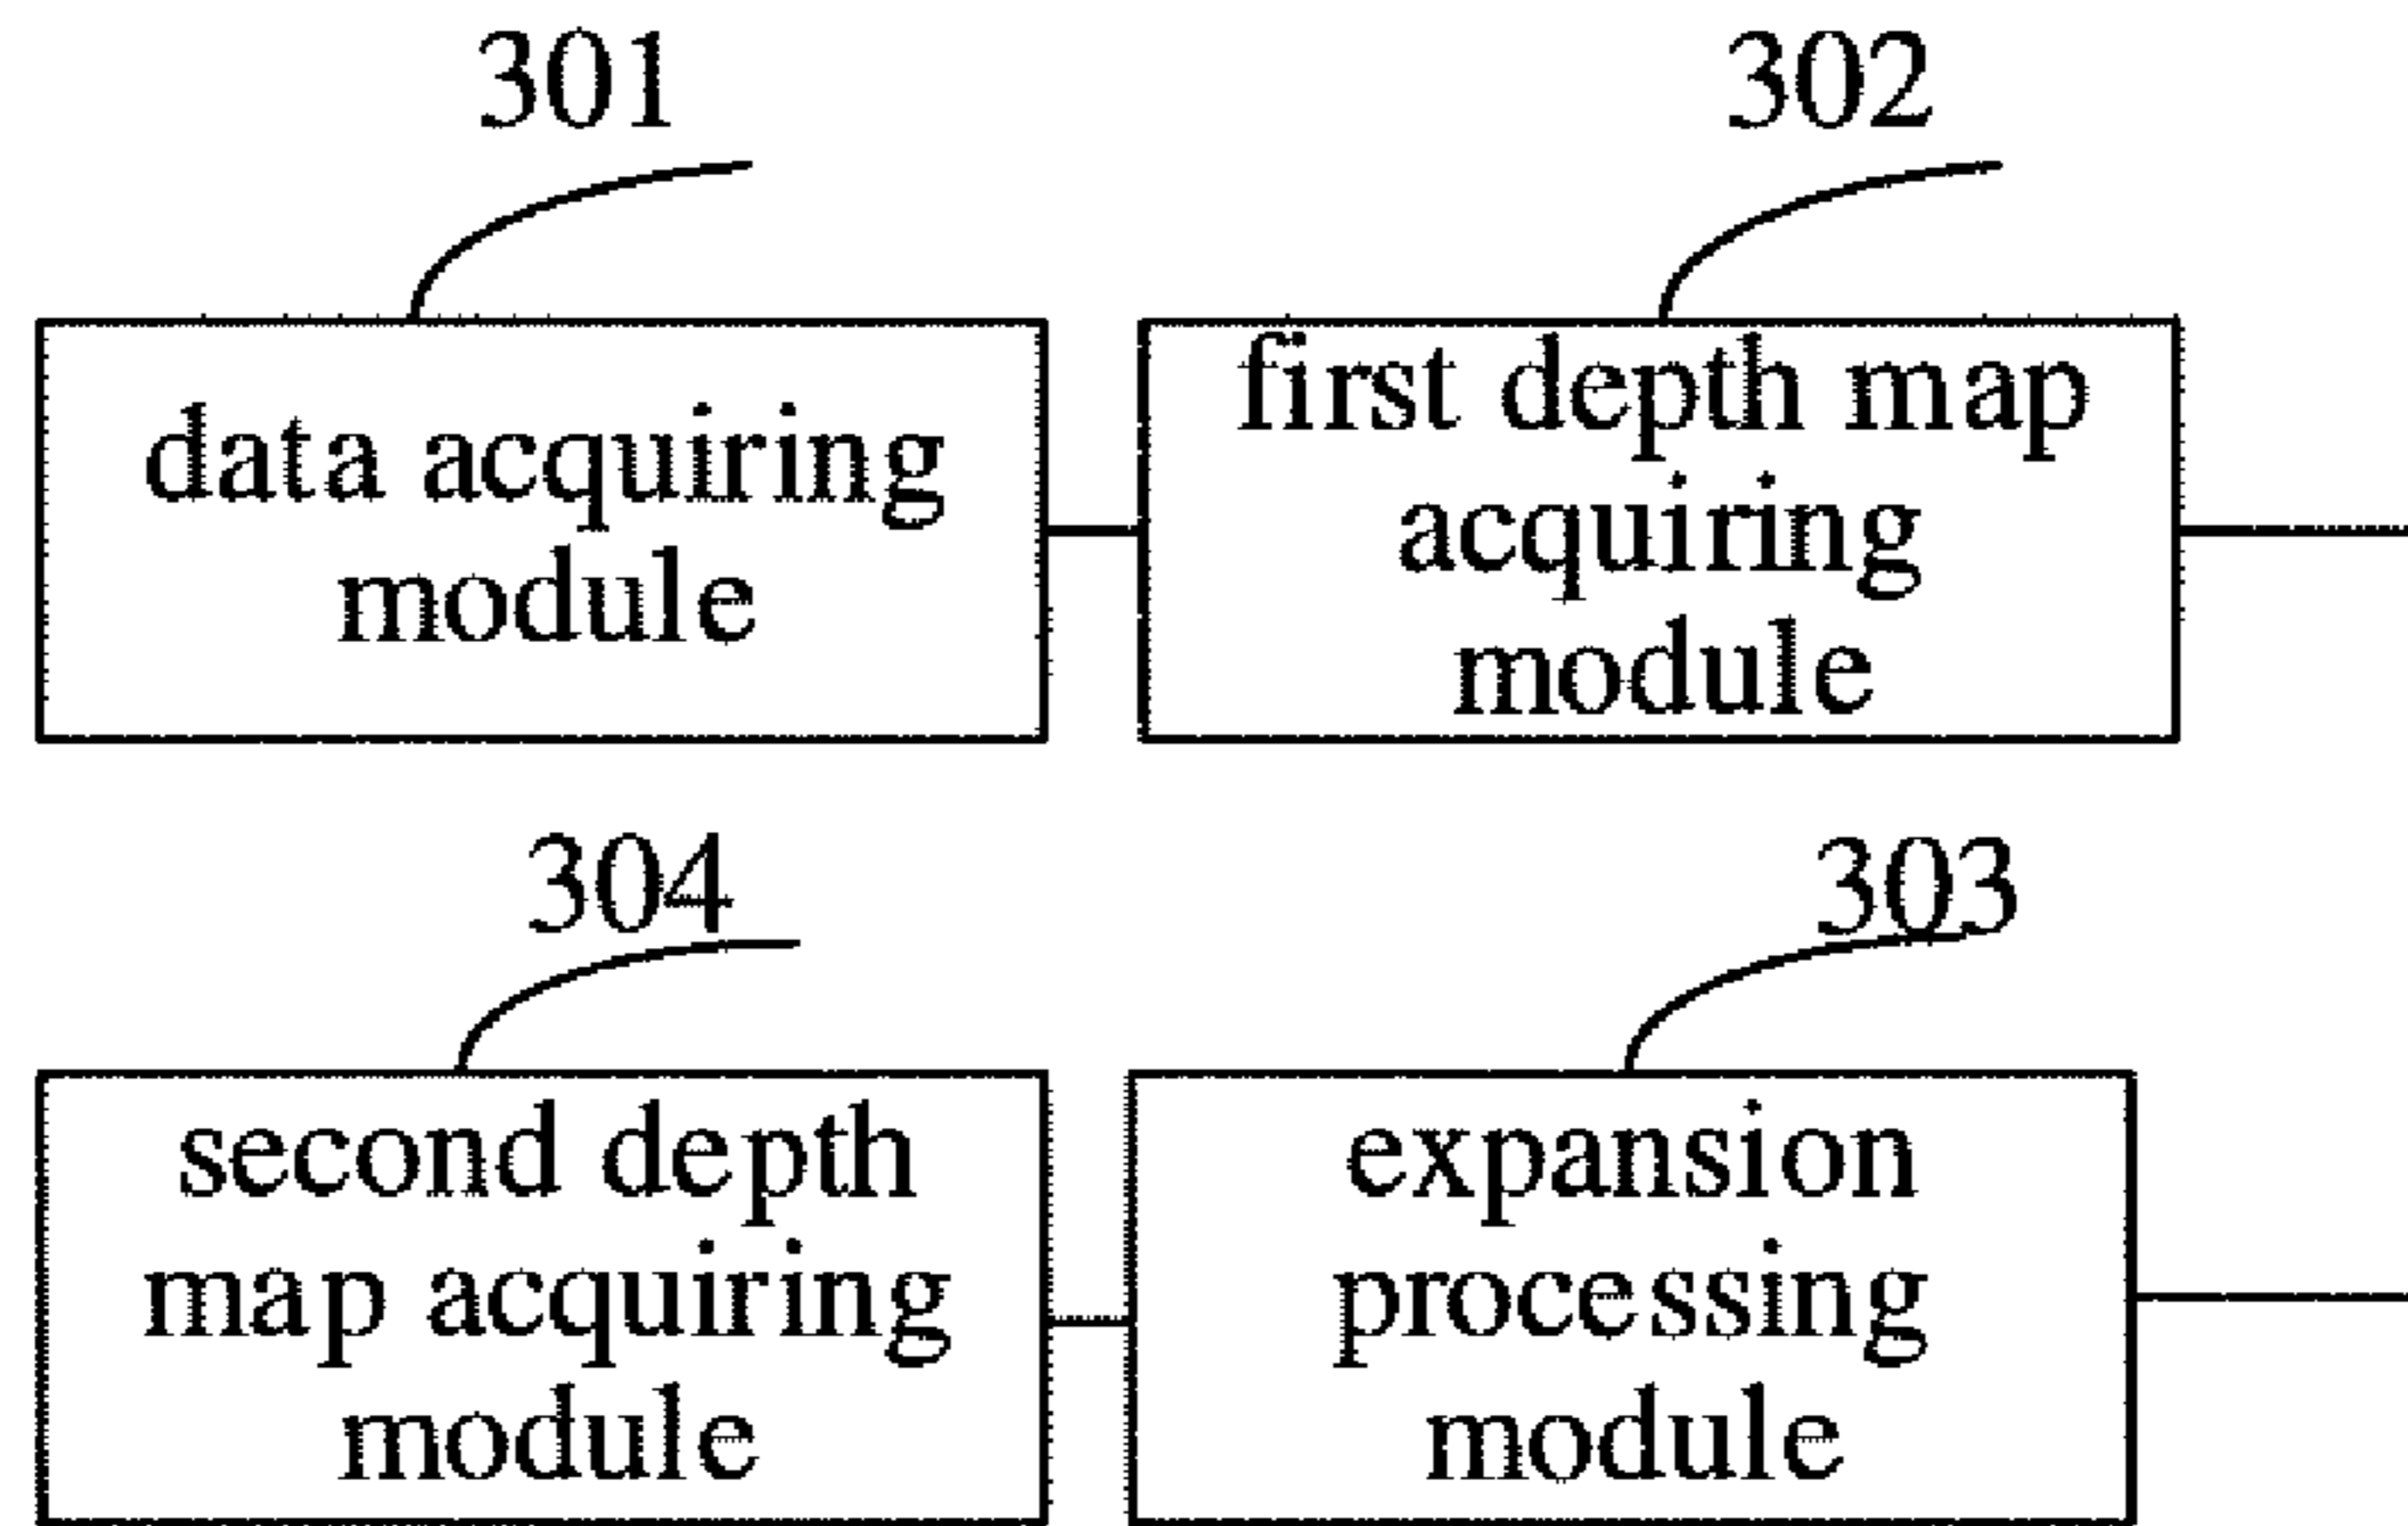 301
302
data acquiring
module
first depth map
acquiring
module
304
303
second depth
map acquiring
module
expansion
processing
module